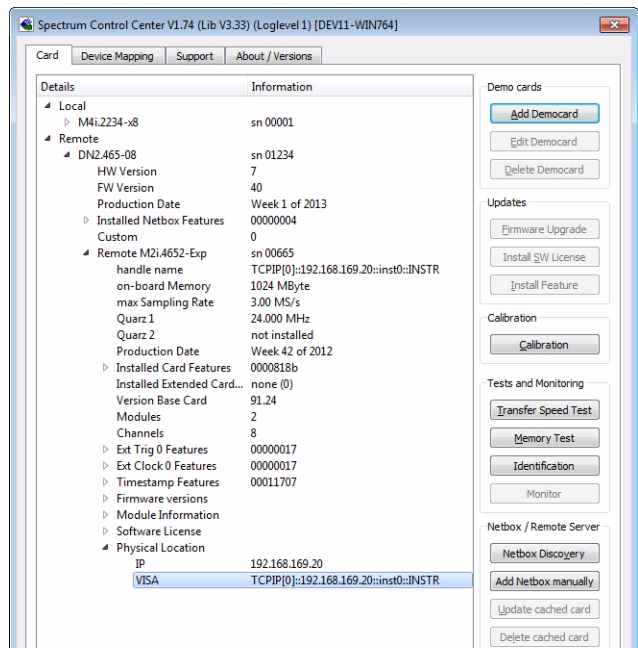 Spectrum Control Center V1.74 (Lib V3.33) (Loglevel 1) [DEV11-WIN764]
Card Device Mapping Support About / Versions
Details Information
Local
M4i.2234-x8 sn 00001
Remote
DN2.465-08 sn 01234
HW Version 7
FW Version 40
Production Date Week 1 of 2013
Installed Netbox Features 00000004
Custom 0
Remote M2i.4652-Exp sn 00665
handle name TCPIP[0]::192.168.169.20::inst0::INSTR
on-board Memory 1024 MByte
max Sampling Rate 3.00 MS/s
Quarz 1 24.000 MHz
Quarz 2 not installed
Production Date Week 42 of 2012
Installed Card Features 0000818b
Installed Extended Card... none (0)
Version Base Card 91.24
Modules 2
Channels 8
Ext Trig 0 Features 00000017
Ext Clock 0 Features 00000017
Timestamp Features 00011707
Firmware versions
Module Information
Software License
Physical Location
IP 192.168.169.20
VISA TCPIP[0]::192.168.169.20::inst0::INSTR
Demo cards
Add Democard
Edit Democard
Delete Democard
Updates
Firmware Upgrade
Install SW License
Install Feature
Calibration
Calibration
Tests and Monitoring
Transfer Speed Test
Memory Test
Identification
Monitor
Netbox / Remote Server
Netbox Discovery
Add Netbox manually
Update cached card
Delete cached card